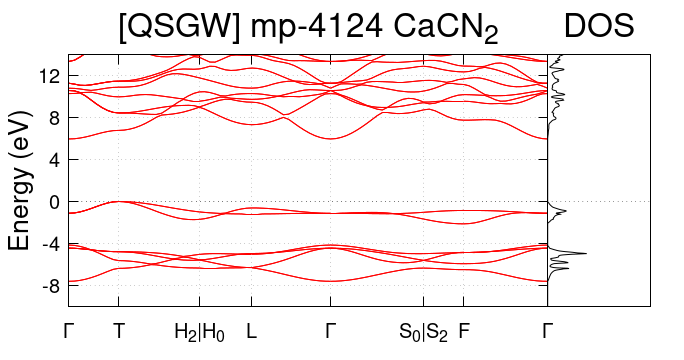 [QSGW] mp-4124 CaCN2 DOS
Energy (eV)
12
8
4
0
-4
-8
Γ T H2|H0 L Γ S0|S2 F Γ